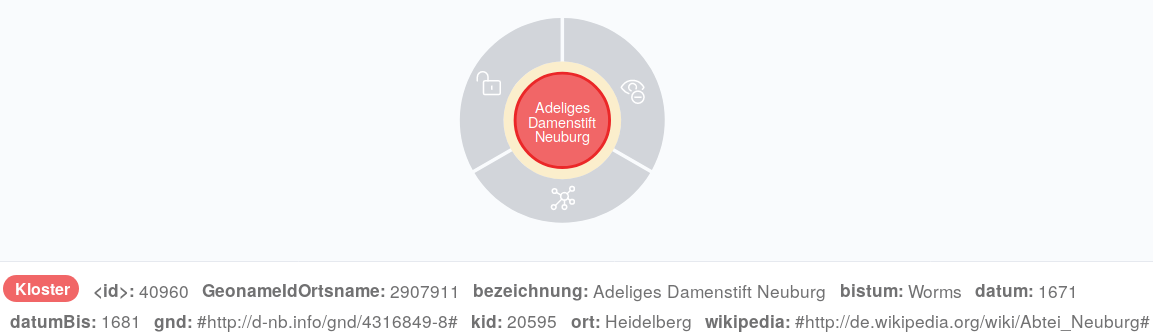 Adeliges
Damenstift
Neuburg
Kloster <id>: 40960 GeonameIdOrtsname: 2907911 bezeichnung: Adeliges Damenstift Neuburg bistum: Worms datum: 1671
datumBis: 1681 gnd: #http://d-nb.info/gnd/4316849-8# kid: 20595 ort: Heidelberg wikipedia: #http://de.wikipedia.org/wiki/Abtei_Neuburg#